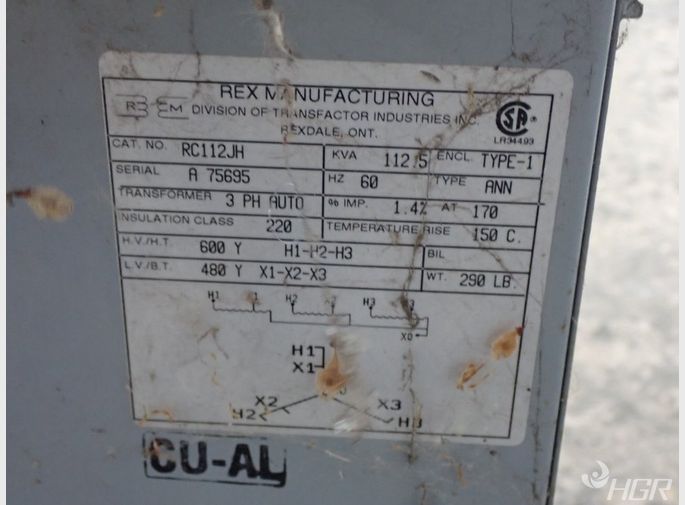 REX MANUFACTURING
DIVISION OF TRANSFACTOR INDUSTRIES INC.
REXDALE, ONT.
LR34493
CAT. NO. RC112JH KVA 112.5 ENCL. TYPE-1
SERIAL A 75695 HZ 60 TYPE ANN
TRANSFORMER 3 PH AUTO % IMP. 1.4% AT 170
INSULATION CLASS 220 TEMPERATURE RISE 150 C.
H.V./H.T. 600 Y H1-H2-H3 BIL
L.V./B.T. 480 Y X1-X2-X3 WT. 290 LB.
H1 H2 H3
X0
H1
X1
X2 X3
H2 H3
CU-AL
HGR